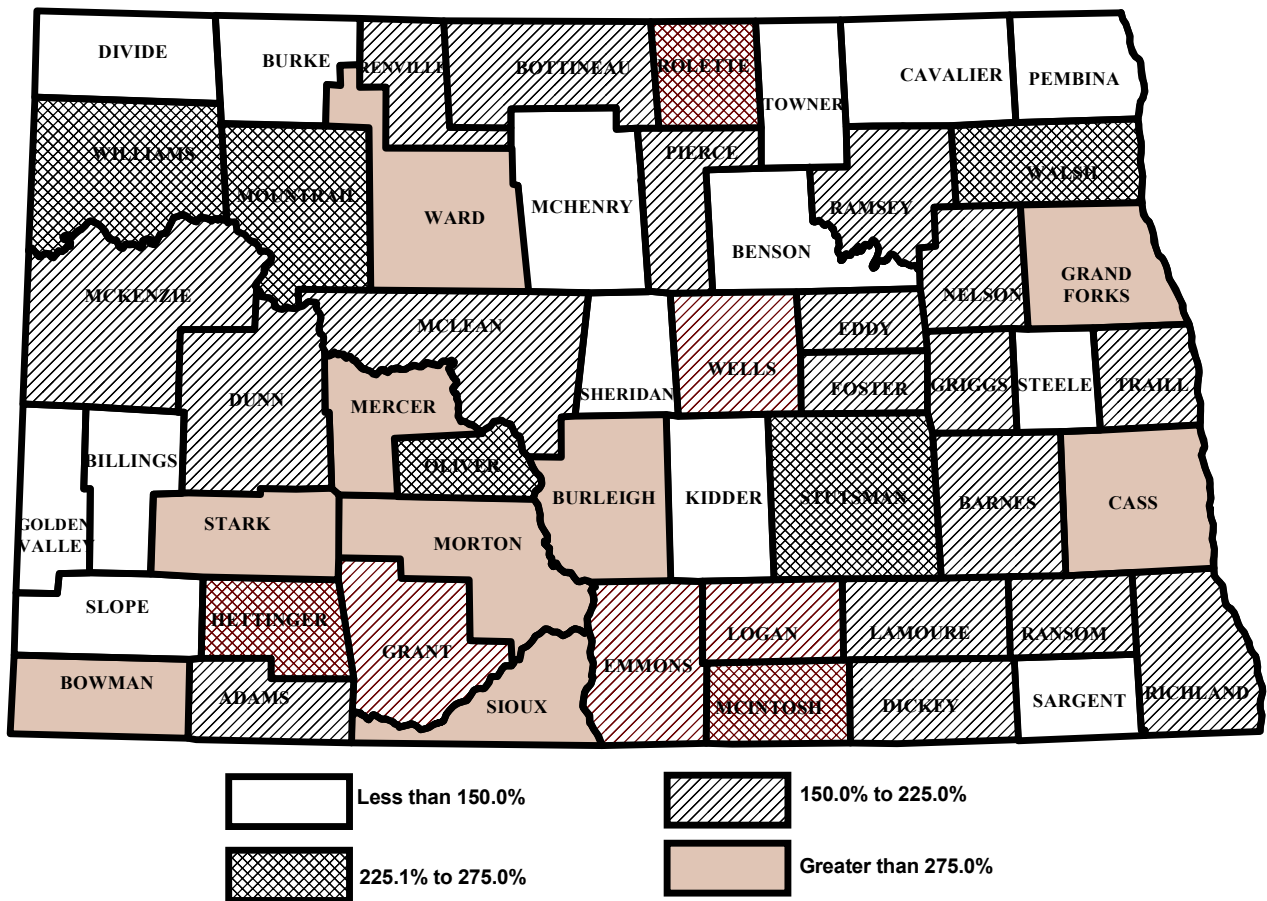 DIVIDE
BURKE
RENVILLE
BOTTINEAU
ROLETTE
TOWNER
CAVALIER
PEMBINA
WILLIAMS
MOUNTRAIL
WARD
MCHENRY
PIERCE
BENSON
RAMSEY
WALSH
MCKENZIE
MCLEAN
NELSON
GRAND
FORKS
DUNN
MERCER
SHERIDAN
WELLS
EDDY
FOSTER
GRIGGS
STEELE
TRAILL
BILLINGS
OLIVER
BURLEIGH
KIDDER
STUTSMAN
BARNES
CASS
GOLDEN
VALLEY
STARK
MORTON
SLOPE
HETTINGER
GRANT
EMMONS
LOGAN
LAMOURE
RANSOM
BOWMAN
ADAMS
SIOUX
MCINTOSH
DICKEY
SARGENT
RICHLAND
Less than 150.0%
150.0% to 225.0%
225.1% to 275.0%
Greater than 275.0%